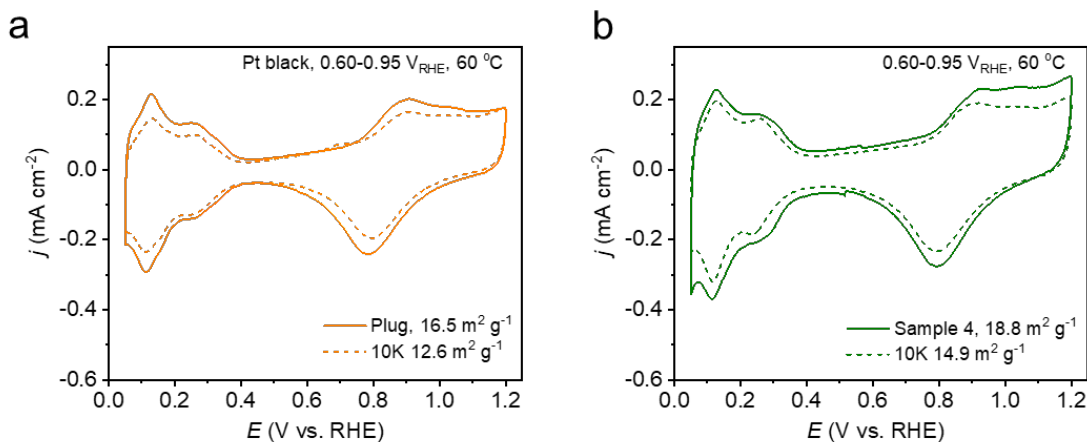 a
Pt black, 0.60-0.95 V_RHE, 60 °C
0.2
0.0
-0.2
-0.4
-0.6
j (mA cm⁻²)
Plug, 16.5 m² g⁻¹
10K 12.6 m² g⁻¹
0.0 0.2 0.4 0.6 0.8 1.0 1.2
E (V vs. RHE)
b
0.60-0.95 V_RHE, 60 °C
0.2
0.0
-0.2
-0.4
-0.6
j (mA cm⁻²)
Sample 4, 18.8 m² g⁻¹
10K 14.9 m² g⁻¹
0.0 0.2 0.4 0.6 0.8 1.0 1.2
E (V vs. RHE)